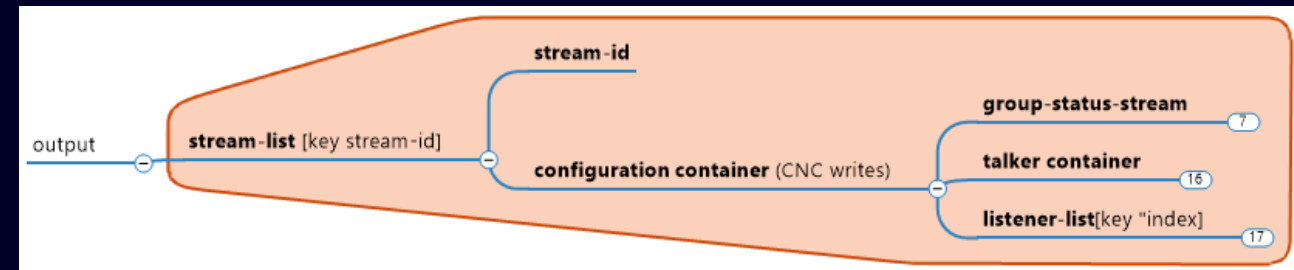 output
stream-list [key stream-id]
stream-id
configuration container (CNC writes)
group-status-stream
7
talker container
16
listener-list[key "index]
17